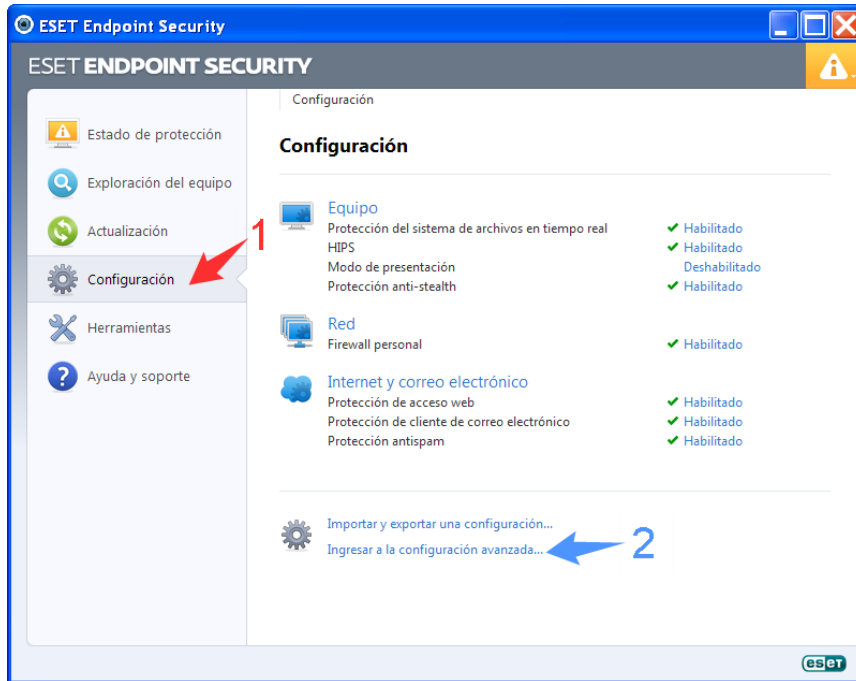 ESET Endpoint Security
ESET ENDPOINT SECURITY
Configuración
Estado de protección
Exploración del equipo
Actualización
Configuración
Herramientas
Ayuda y soporte
1
Configuración
Equipo
Protección del sistema de archivos en tiempo real Habilitado
HIPS Habilitado
Modo de presentación Deshabilitado
Protección anti-stealth Habilitado
Red
Firewall personal Habilitado
Internet y correo electrónico
Protección de acceso web Habilitado
Protección de cliente de correo electrónico Habilitado
Protección antispam Habilitado
Importar y exportar una configuración...
Ingresar a la configuración avanzada... 2
eseT